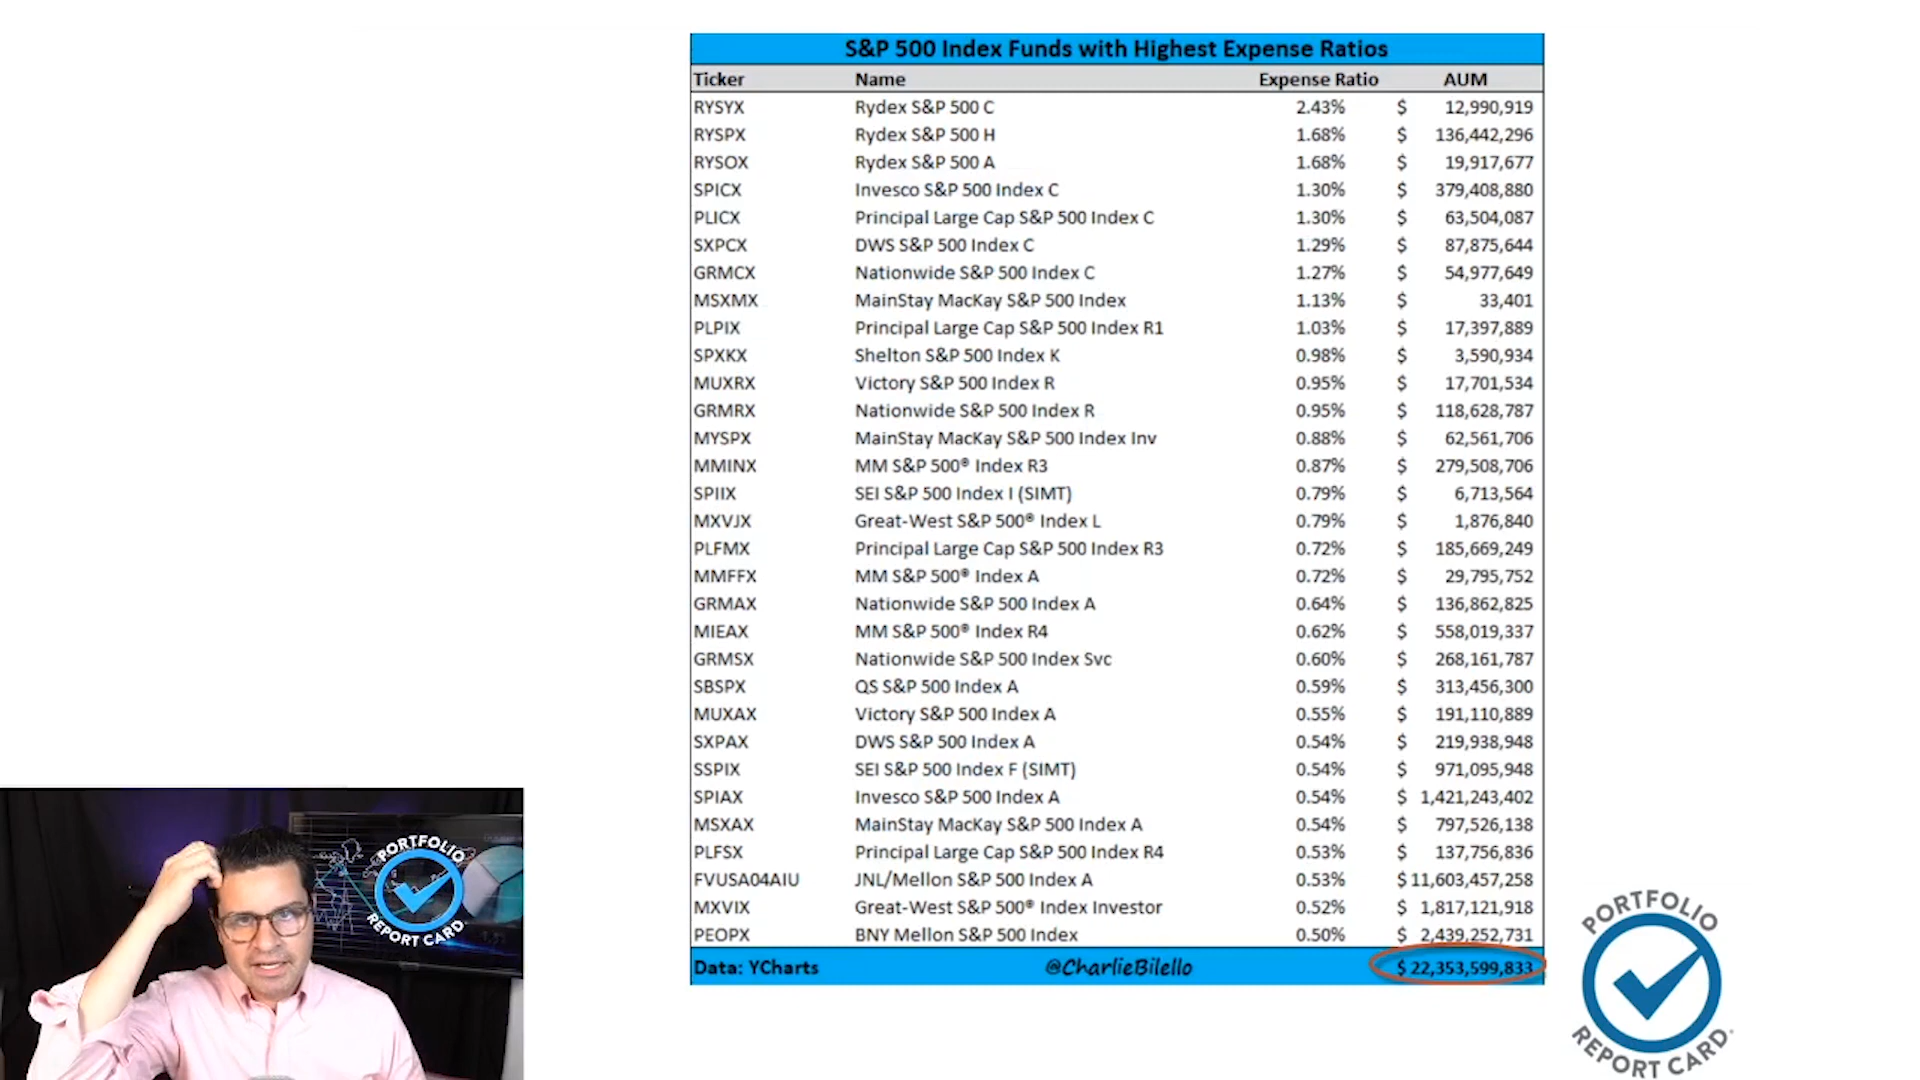 S&P 500 Index Funds with Highest Expense Ratios
Ticker Name Expense Ratio AUM
RYSYX Rydex S&P 500 C 2.43% $ 12,990,919
RYSPX Rydex S&P 500 H 1.68% $ 136,442,296
RYSOX Rydex S&P 500 A 1.68% $ 19,917,677
SPICX Invesco S&P 500 Index C 1.30% $ 379,408,880
PLICX Principal Large Cap S&P 500 Index C 1.30% $ 63,504,087
SXPCX DWS S&P 500 Index C 1.29% $ 87,875,644
GRMCX Nationwide S&P 500 Index C 1.27% $ 54,977,649
MSXMX MainStay MacKay S&P 500 Index 1.13% $ 33,401
PLPIX Principal Large Cap S&P 500 Index R1 1.03% $ 17,397,889
SPXKX Shelton S&P 500 Index K 0.98% $ 3,590,934
MUXRX Victory S&P 500 Index R 0.95% $ 17,701,534
GRMRX Nationwide S&P 500 Index R 0.95% $ 118,628,787
MYSPX MainStay MacKay S&P 500 Index Inv 0.88% $ 62,561,706
MMINX MM S&P 500® Index R3 0.87% $ 279,508,706
SPIIX SEI S&P 500 Index I (SIMT) 0.79% $ 6,713,564
MXVJX Great-West S&P 500® Index L 0.79% $ 1,876,840
PLFMX Principal Large Cap S&P 500 Index R3 0.72% $ 185,669,249
MMFFX MM S&P 500® Index A 0.72% $ 29,795,752
GRMAX Nationwide S&P 500 Index A 0.64% $ 136,862,825
MIEAX MM S&P 500® Index R4 0.62% $ 558,019,337
GRMSX Nationwide S&P 500 Index Svc 0.60% $ 268,161,787
SBSPX QS S&P 500 Index A 0.59% $ 313,456,300
MUXAX Victory S&P 500 Index A 0.55% $ 191,110,889
SXPAX DWS S&P 500 Index A 0.54% $ 219,938,948
SSPIX SEI S&P 500 Index F (SIMT) 0.54% $ 971,095,948
SPIAX Invesco S&P 500 Index A 0.54% $ 1,421,243,402
MSXAX MainStay MacKay S&P 500 Index A 0.54% $ 797,526,138
PLFSX Principal Large Cap S&P 500 Index R4 0.53% $ 137,756,836
FVUSA04AIU JNL/Mellon S&P 500 Index A 0.53% $ 11,603,457,258
MXVIX Great-West S&P 500® Index Investor 0.52% $ 1,817,121,918
PEOPX BNY Mellon S&P 500 Index 0.50% $ 2,439,252,731
Data: YCharts @CharlieBilello $ 22,353,599,833
PORTFOLIO
REPORT CARD
PORTFOLIO
REPORT CARD